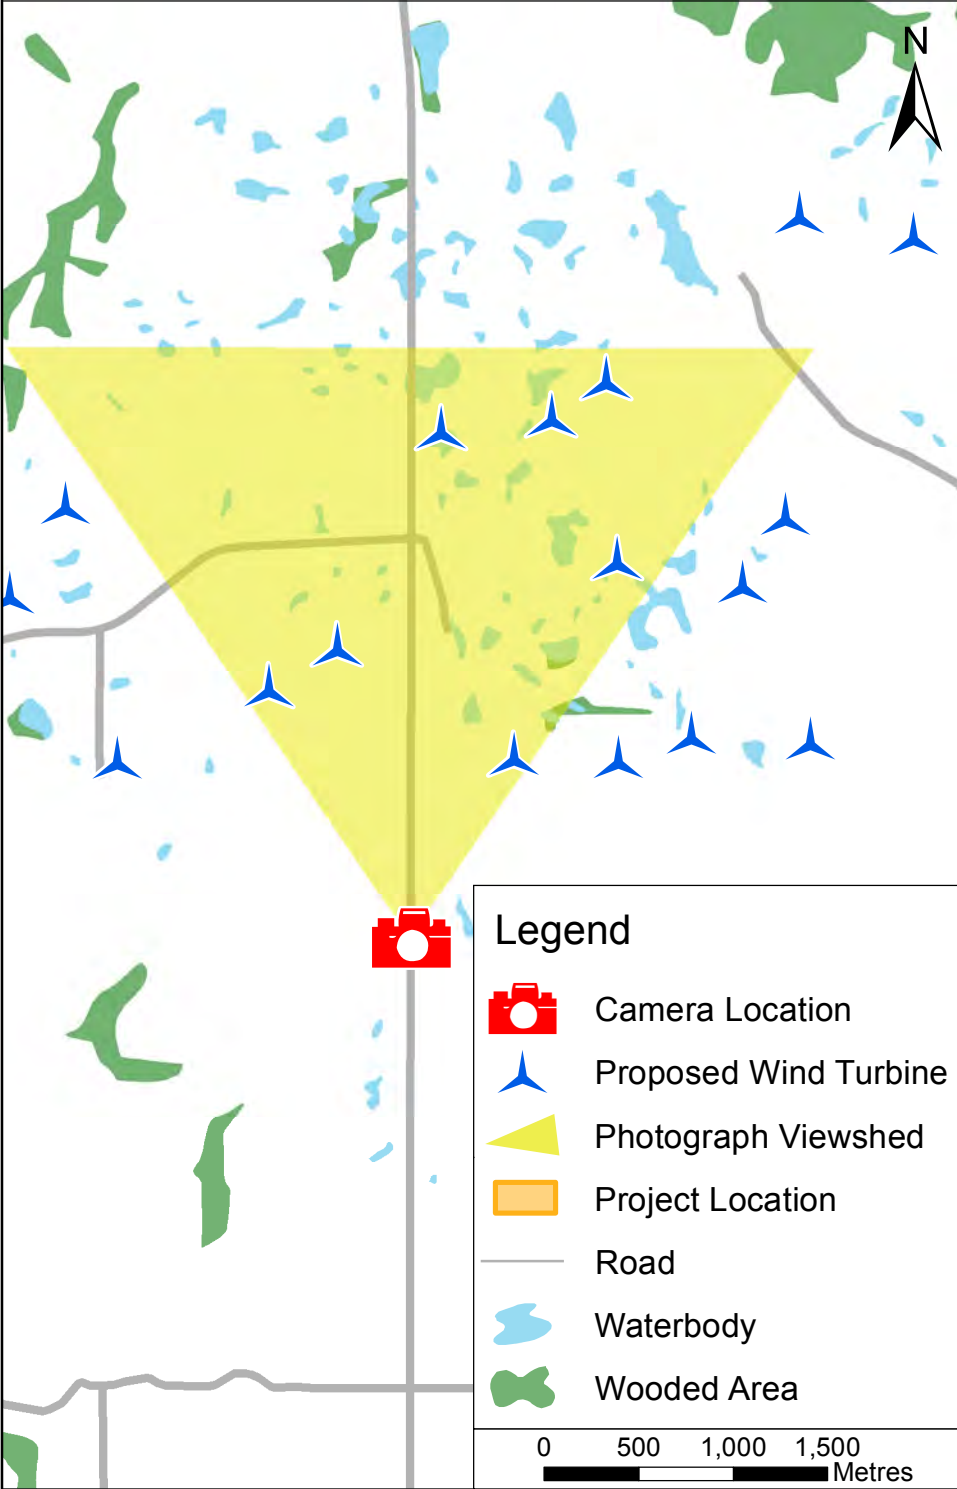 N
Legend
Camera Location
Proposed Wind Turbine
Photograph Viewshed
Project Location
Road
Waterbody
Wooded Area
0 500 1,000 1,500
Metres